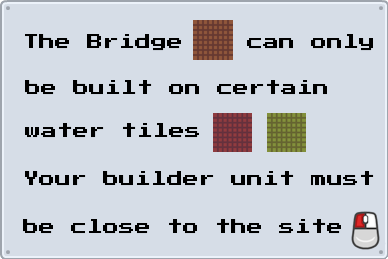 The Bridge can only
be built on certain
water tiles
Your builder unit must
be close to the site